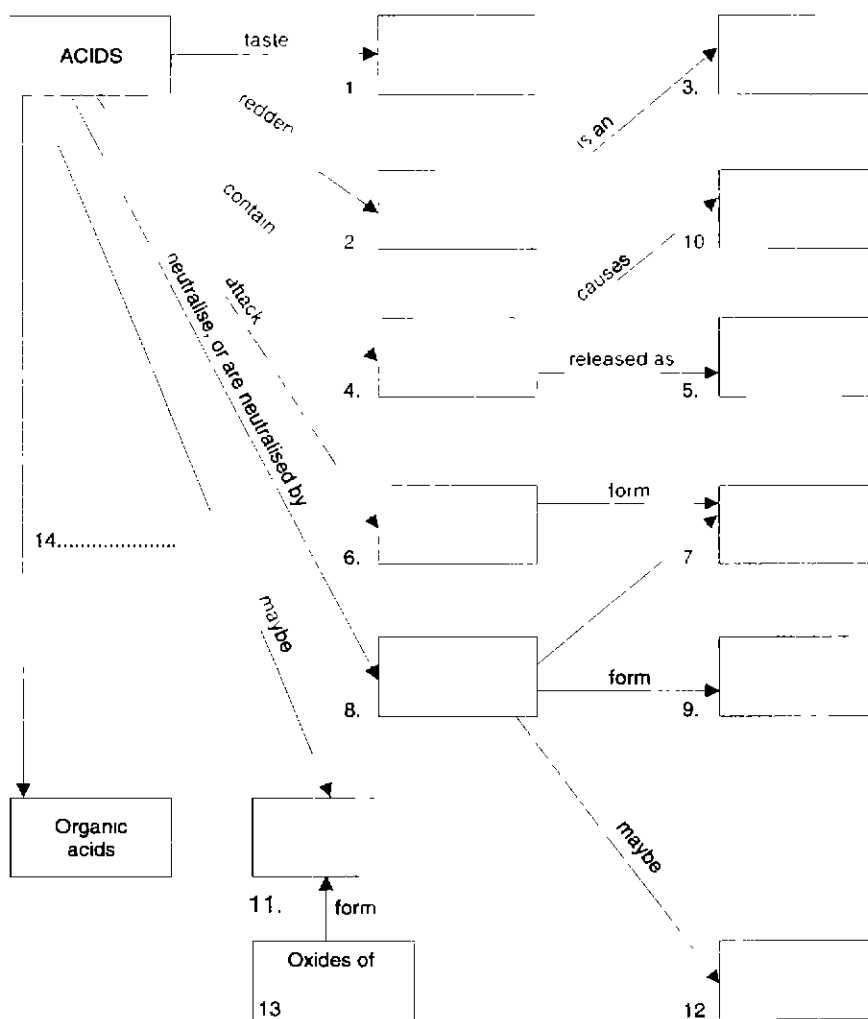 ACIDS
taste
1
3.
redden
is an
contain
2
10
attack
causes
neutralise, or are neutralised by
4.
released as
5.
14..................
6.
form
7
maybe
8.
form
9.
Organic
acids
maybe
11.
form
Oxides of
13
12